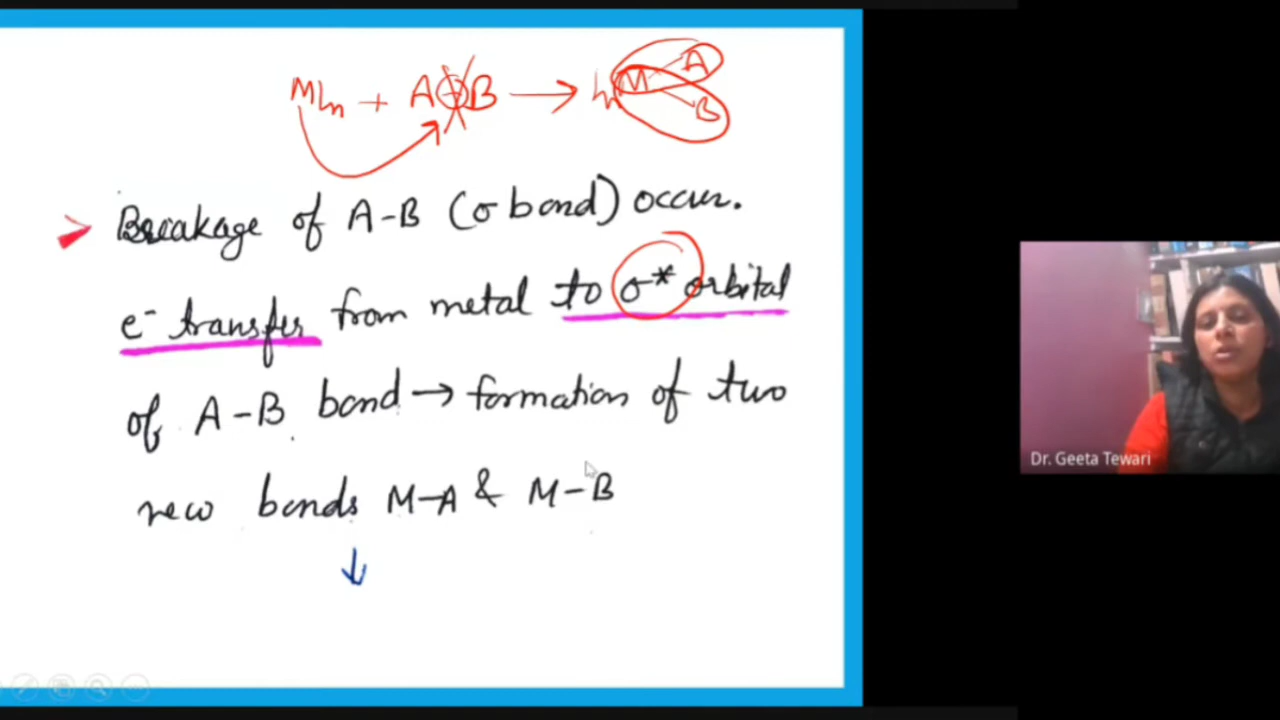 MLn + A-B → Ln M A
B
Breakage of A-B (σ bond) occur.
e⁻ transfer from metal to σ* orbital
of A-B bond → formation of two
new bonds M-A & M-B
↓
Dr. Geeta Tewari